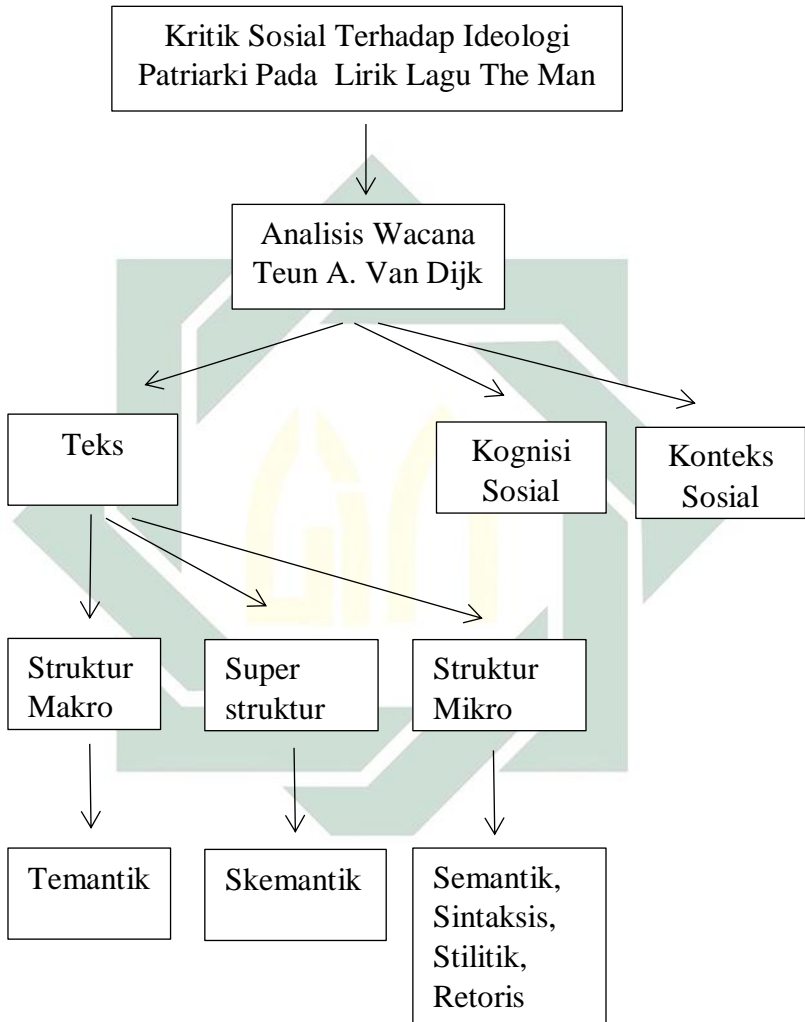 Kritik Sosial Terhadap Ideologi
Patriarki Pada Lirik Lagu The Man
Analisis Wacana
Teun A. Van Dijk
Teks
Kognisi
Sosial
Konteks
Sosial
Struktur
Makro
Super
struktur
Struktur
Mikro
Temantik
Skemantik
Semantik,
Sintaksis,
Stilitik,
Retoris